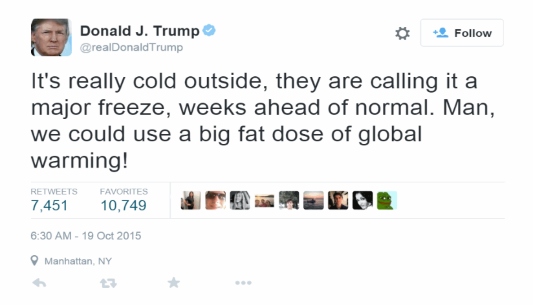 Donald J. Trump
@realDonaldTrump
Follow
It's really cold outside, they are calling it a
major freeze, weeks ahead of normal. Man,
we could use a big fat dose of global
warming!
RETWEETS FAVORITES
7,451 10,749
6:30 AM - 19 Oct 2015
Manhattan, NY